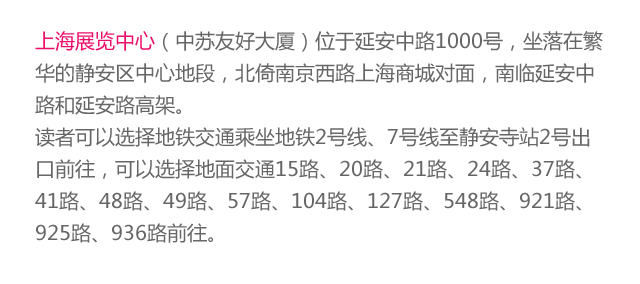 上海展览中心（中苏友好大厦）位于延安中路1000号，坐落在繁
华的静安区中心地段，北倚南京西路上海商城对面，南临延安中
路和延安路高架。
读者可以选择地铁交通乘坐地铁2号线、7号线至静安寺站2号出
口前往，可以选择地面交通15路、20路、21路、24路、37路、
41路、48路、49路、57路、104路、127路、548路、921路、
925路、936路前往。